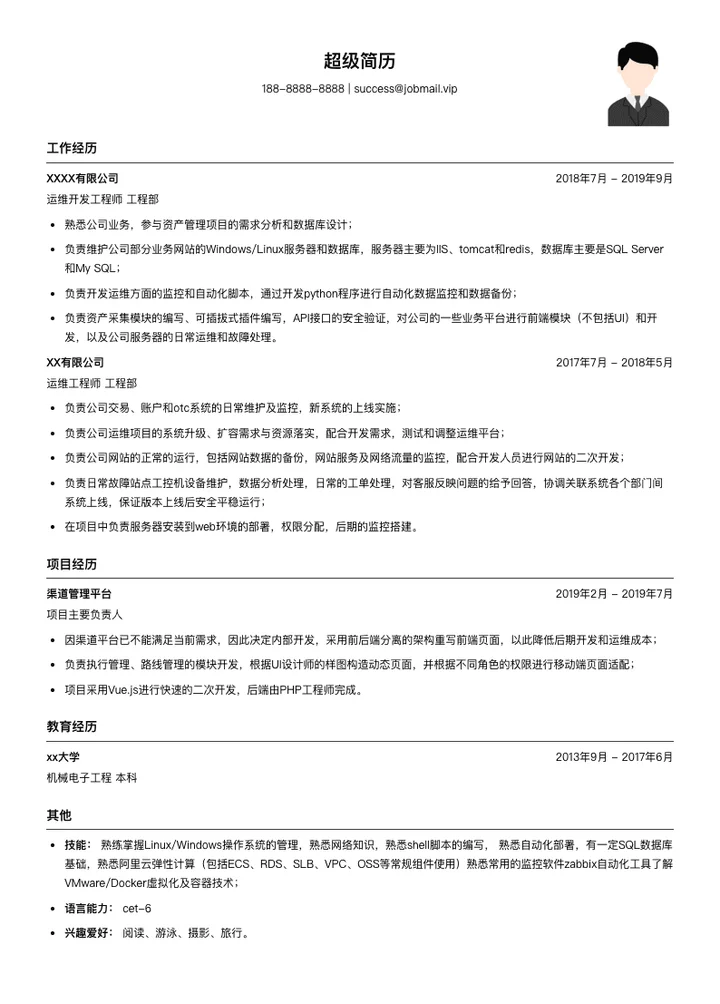 超级简历
188-8888-8888 | success@jobmail.vip
工作经历
XXXX有限公司 2018年7月 – 2019年9月
运维开发工程师 工程部
• 熟悉公司业务，参与资产管理项目的需求分析和数据库设计；
• 负责维护公司部分业务网站的Windows/Linux服务器和数据库，服务器主要为IIS、tomcat和redis，数据库主要是SQL Server
和My SQL；
• 负责开发运维方面的监控和自动化脚本，通过开发python程序进行自动化数据监控和数据备份；
• 负责资产采集模块的编写、可插拔式插件编写，API接口的安全验证，对公司的一些业务平台进行前端模块（不包括UI）和开
发，以及公司服务器的日常运维和故障处理。
XX有限公司 2017年7月 – 2018年5月
运维工程师 工程部
• 负责公司交易、账户和otc系统的日常维护及监控，新系统的上线实施；
• 负责公司运维项目的系统升级、扩容需求与资源落实，配合开发需求，测试和调整运维平台；
• 负责公司网站的正常的运行，包括网站数据的备份，网站服务及网络流量的监控，配合开发人员进行网站的二次开发；
• 负责日常故障站点工控机设备维护，数据分析处理，日常的工单处理，对客服反映问题的给予回答，协调关联系统各个部门间
系统上线，保证版本上线后安全平稳运行；
• 在项目中负责服务器安装到web环境的部署，权限分配，后期的监控搭建。
项目经历
渠道管理平台 2019年2月 – 2019年7月
项目主要负责人
• 因渠道平台已不能满足当前需求，因此决定内部开发，采用前后端分离的架构重写前端页面，以此降低后期开发和运维成本；
• 负责执行管理、路线管理的模块开发，根据UI设计师的样图构造动态页面，并根据不同角色的权限进行移动端页面适配；
• 项目采用Vue.js进行快速的二次开发，后端由PHP工程师完成。
教育经历
xx大学 2013年9月 – 2017年6月
机械电子工程 本科
其他
• 技能： 熟练掌握Linux/Windows操作系统的管理，熟悉网络知识，熟悉shell脚本的编写， 熟悉自动化部署，有一定SQL数据库
基础，熟悉阿里云弹性计算（包括ECS、RDS、SLB、VPC、OSS等常规组件使用）熟悉常用的监控软件zabbix自动化工具了解
VMware/Docker虚拟化及容器技术；
• 语言能力： cet-6
• 兴趣爱好： 阅读、游泳、摄影、旅行。